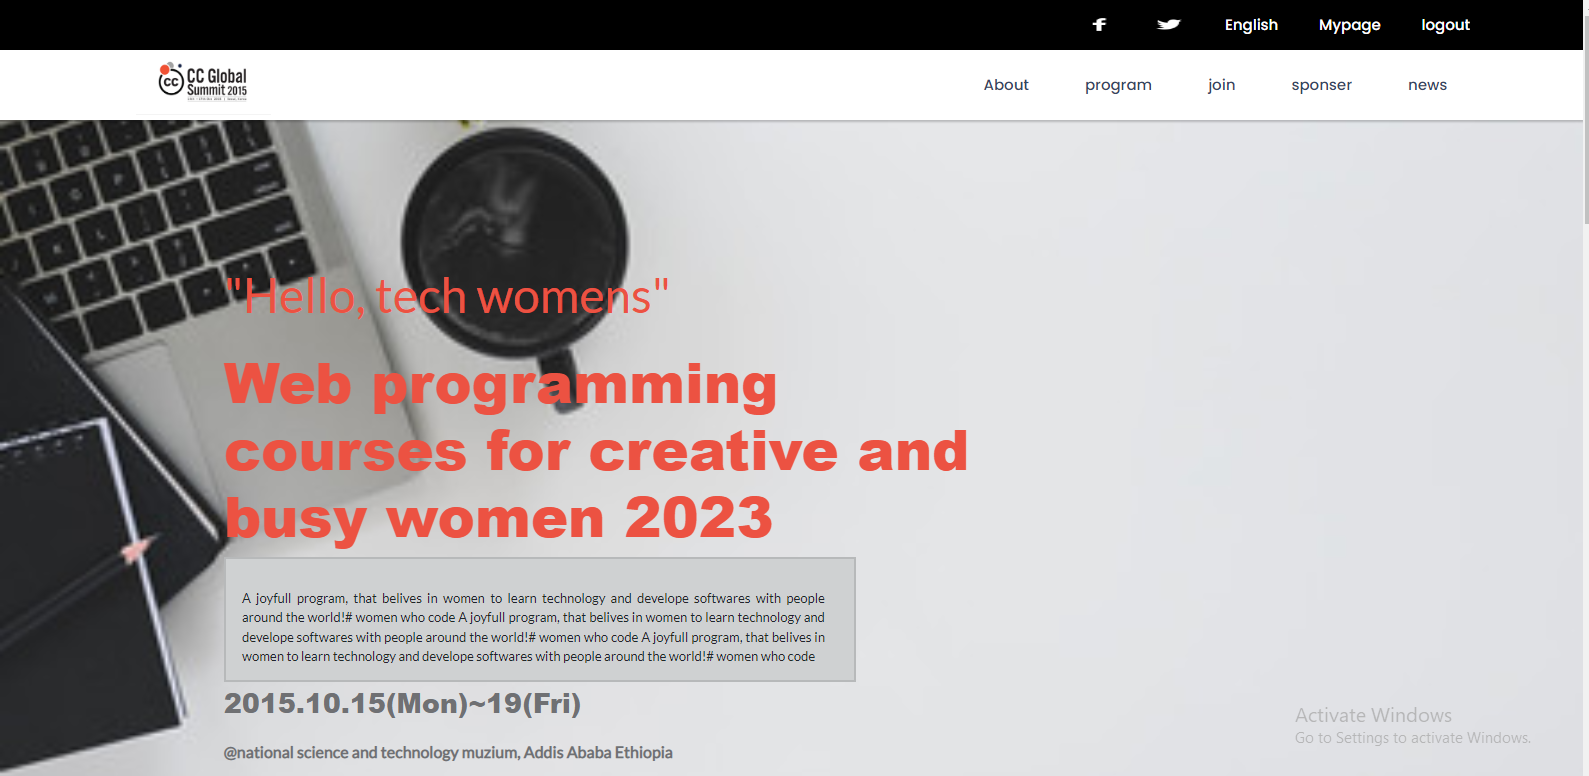 English Mypage logout
CC Global
Summit 2015
About program join sponser news
"Hello, tech womens"
Web programming
courses for creative and
busy women 2023
A joyfull program, that belives in women to learn technology and develope softwares with people
around the world!# women who code A joyfull program, that belives in women to learn technology and
develope softwares with people around the world!# women who code A joyfull program, that belives in
women to learn technology and develope softwares with people around the world!# women who code
2015.10.15(Mon)~19(Fri)
@national science and technology muzium, Addis Ababa Ethiopia
Activate Windows
Go to Settings to activate Windows.